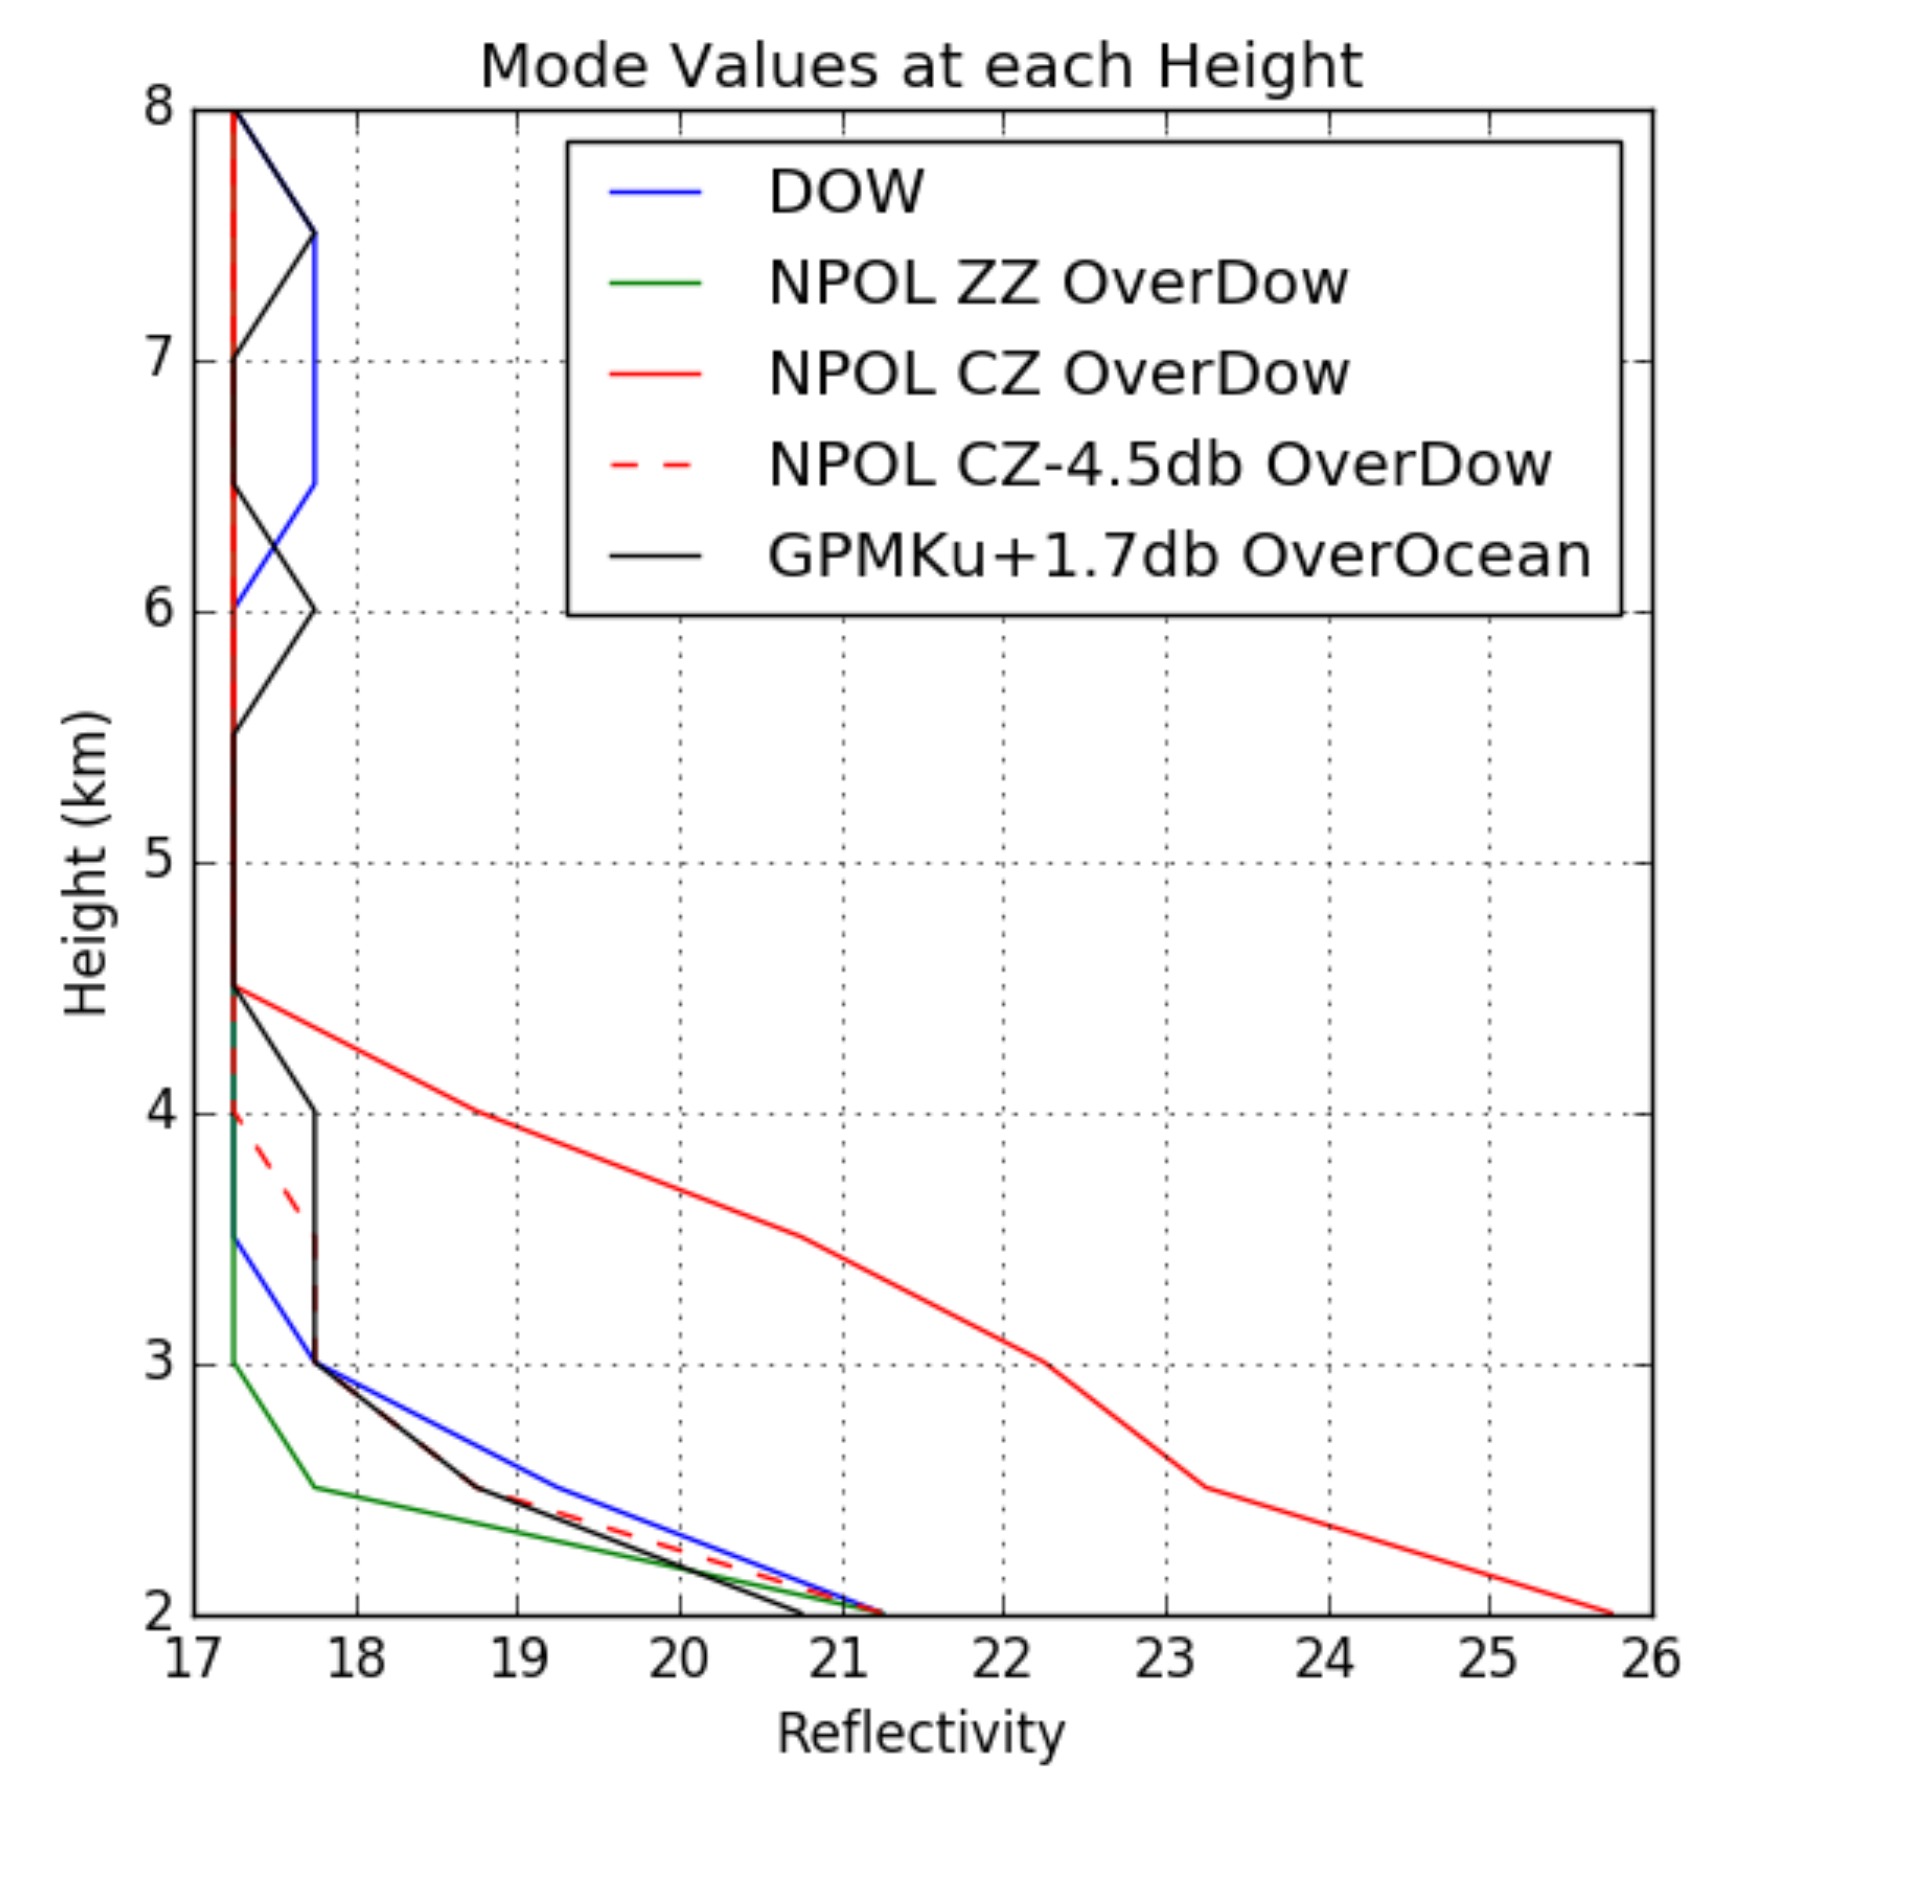 Mode Values at each Height
8
7
6
5
4
3
2
Height (km)
DOW
NPOL ZZ OverDow
NPOL CZ OverDow
NPOL CZ-4.5db OverDow
GPMKu+1.7db OverOcean
17 18 19 20 21 22 23 24 25 26
Reflectivity